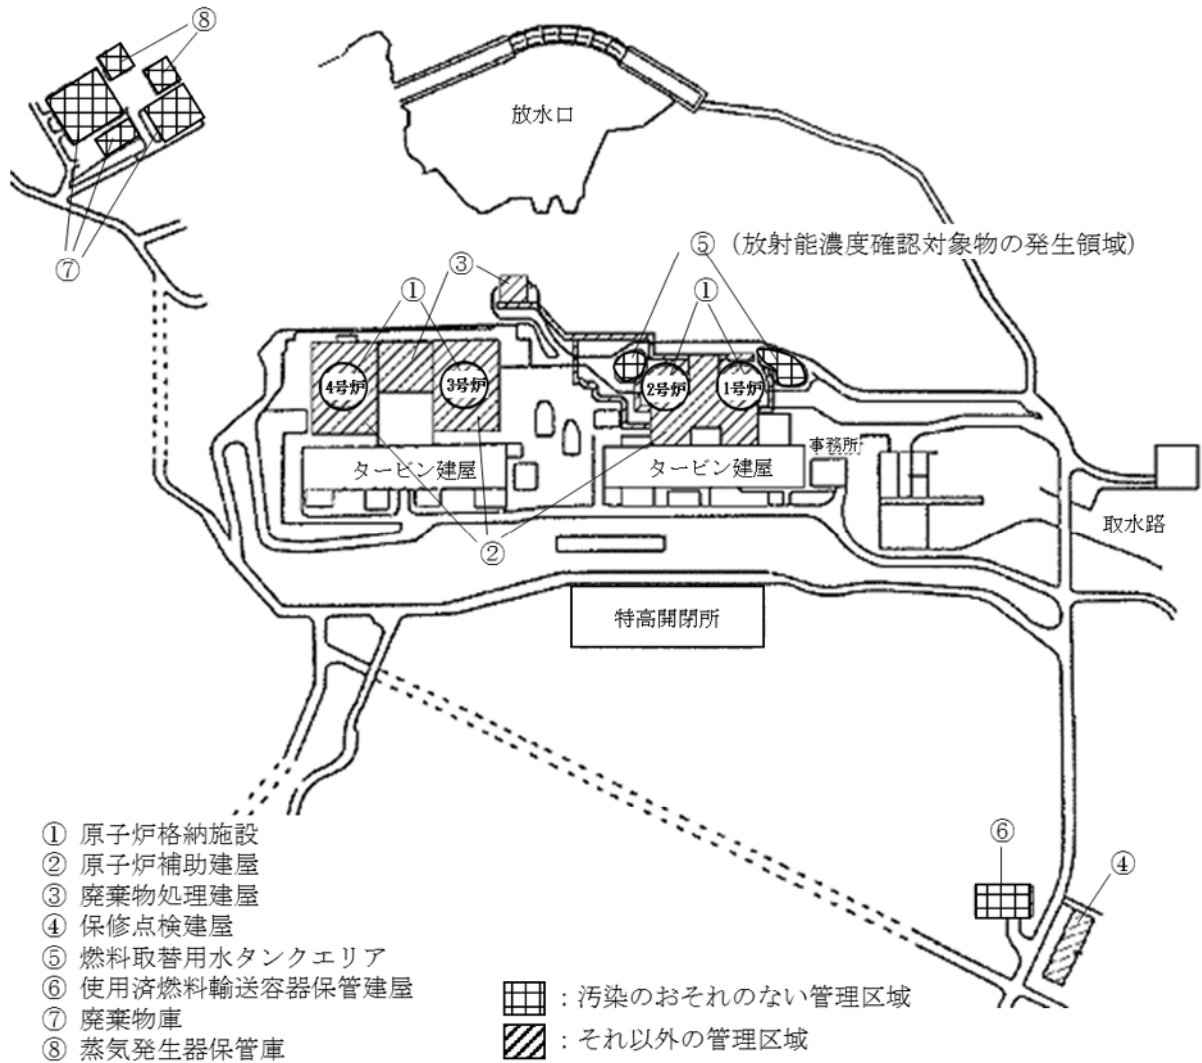 ⑧
放水口
⑤（放射能濃度確認対象物の発生領域）
⑦
③
①
①
4号炉
3号炉
2号炉
1号炉
事務所
タービン建屋
タービン建屋
取水路
②
特高開閉所
⑥
④
① 原子炉格納施設
② 原子炉補助建屋
③ 廃棄物処理建屋
④ 保修点検建屋
⑤ 燃料取替用水タンクエリア
⑥ 使用済燃料輸送容器保管建屋
⑦ 廃棄物庫
⑧ 蒸気発生器保管庫
：汚染のおそれのない管理区域
：それ以外の管理区域